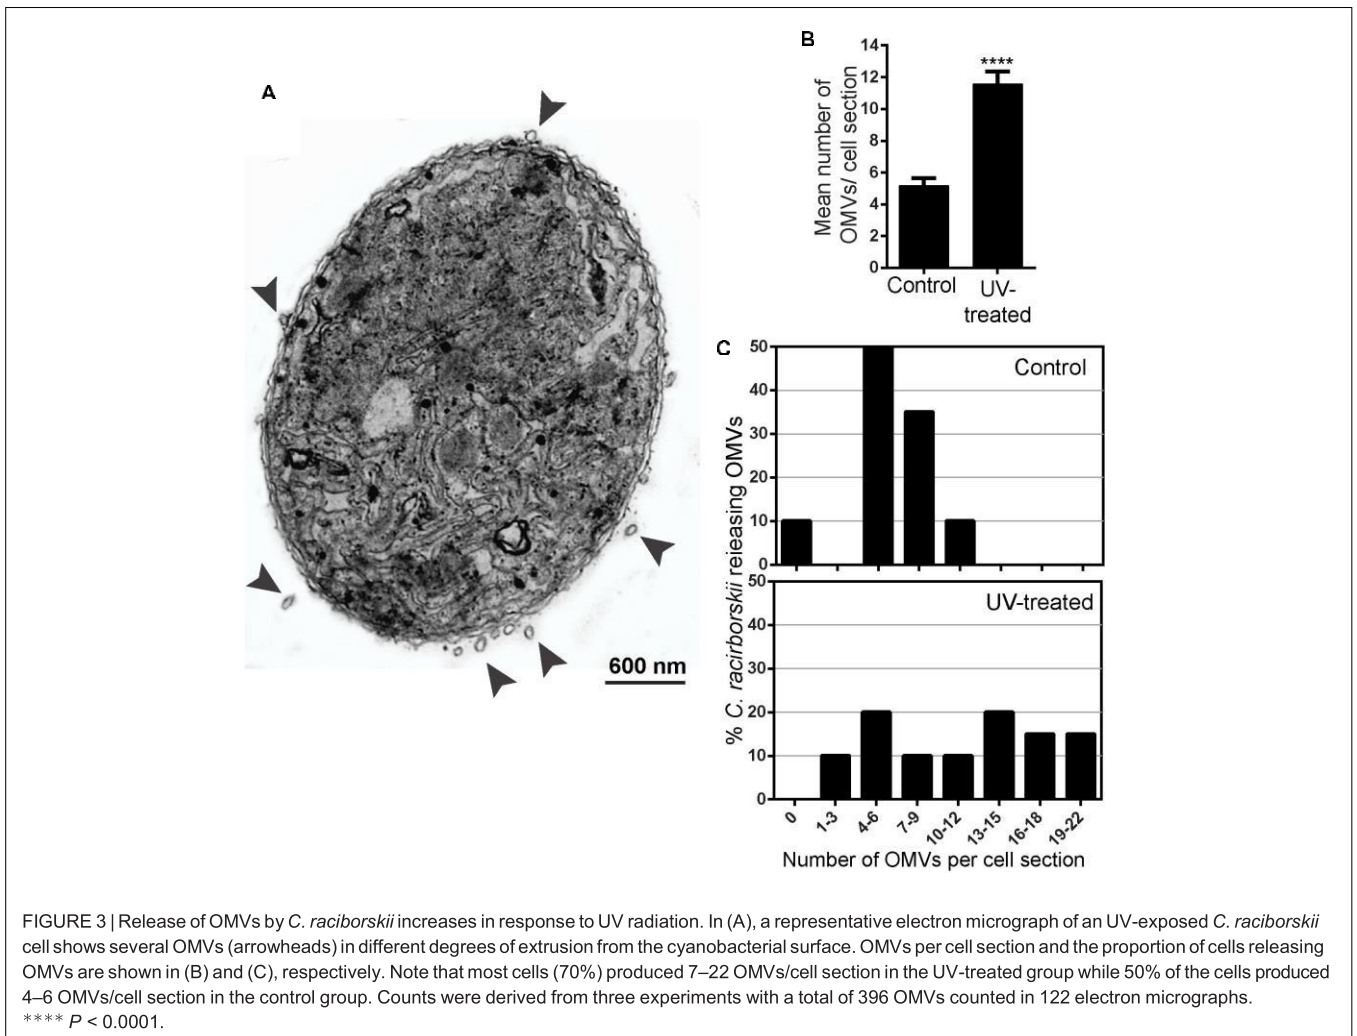 A
600 nm
B
Mean number of
OMVs/ cell section
14
12
10
8
6
4
2
0
****
Control
UV-
treated
C
% C. racirborskii releasing OMVs
50
40
30
20
10
0
Control
50
40
30
20
10
0
UV-treated
0
1-3
4-6
7-9
10-12
13-15
16-18
19-22
Number of OMVs per cell section
FIGURE 3 | Release of OMVs by C. raciborskii increases in response to UV radiation. In (A), a representative electron micrograph of an UV-exposed C. raciborskii
cell shows several OMVs (arrowheads) in different degrees of extrusion from the cyanobacterial surface. OMVs per cell section and the proportion of cells releasing
OMVs are shown in (B) and (C), respectively. Note that most cells (70%) produced 7–22 OMVs/cell section in the UV-treated group while 50% of the cells produced
4–6 OMVs/cell section in the control group. Counts were derived from three experiments with a total of 396 OMVs counted in 122 electron micrographs.
****P < 0.0001.